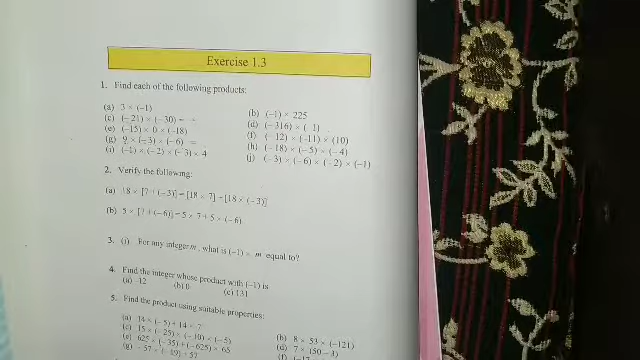 Exercise 1.3
1. Find each of the following products:
(a) 3 × (−1)
(b) (−1) × 225
(c) (−21) × (−30)
(d) (−316) × (−1)
(e) (−15) × 0 × (−18)
(f) (−12) × (−11) × (10)
(g) 9 × (−3) × (−6)
(h) (−18) × (−5) × (−4)
(i) (−1) × (−2) × (−3) × 4
(j) (−3) × (−6) × (−2) × (−1)
2. Verify the following:
(a) 18 × [7 + (−3)] = [18 × 7] + [18 × (−3)]
(b) 5 × [7 + (−6)] = 5 × 7 + 5 × (−6)
3. (i) For any integer m, what is (−1) × m equal to?
4. Find the integer whose product with (−1) is
(a) −12 (b) 0 (c) 131
5. Find the product using suitable properties:
(a) 14 × (−5) + 14 × 7
(b) 8 × 53 × (−121)
(c) 15 × (−25) × (−10) × (−5)
(d) 7 × (50 − 3)
(e) 625 × (−35) + (−625) × 65
(f) (−17
(g) −57 × (−19) + 57